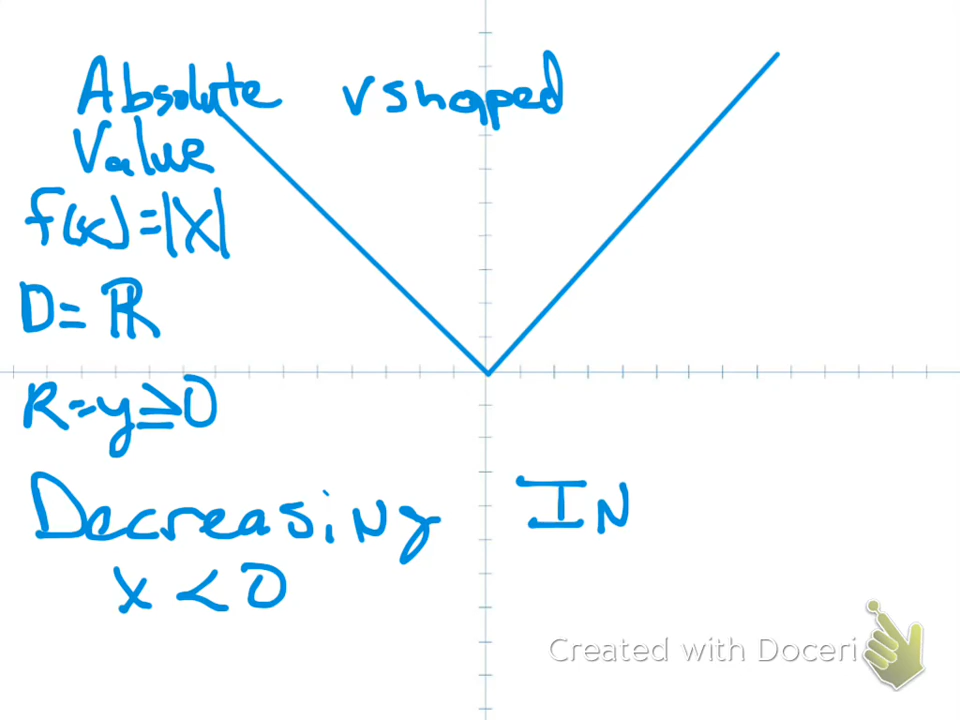 Absolute vshaped
Value
f(x)=|x|
D= ℝ
R=y≥0
Decreasing IN
x<0
Created with Doceri